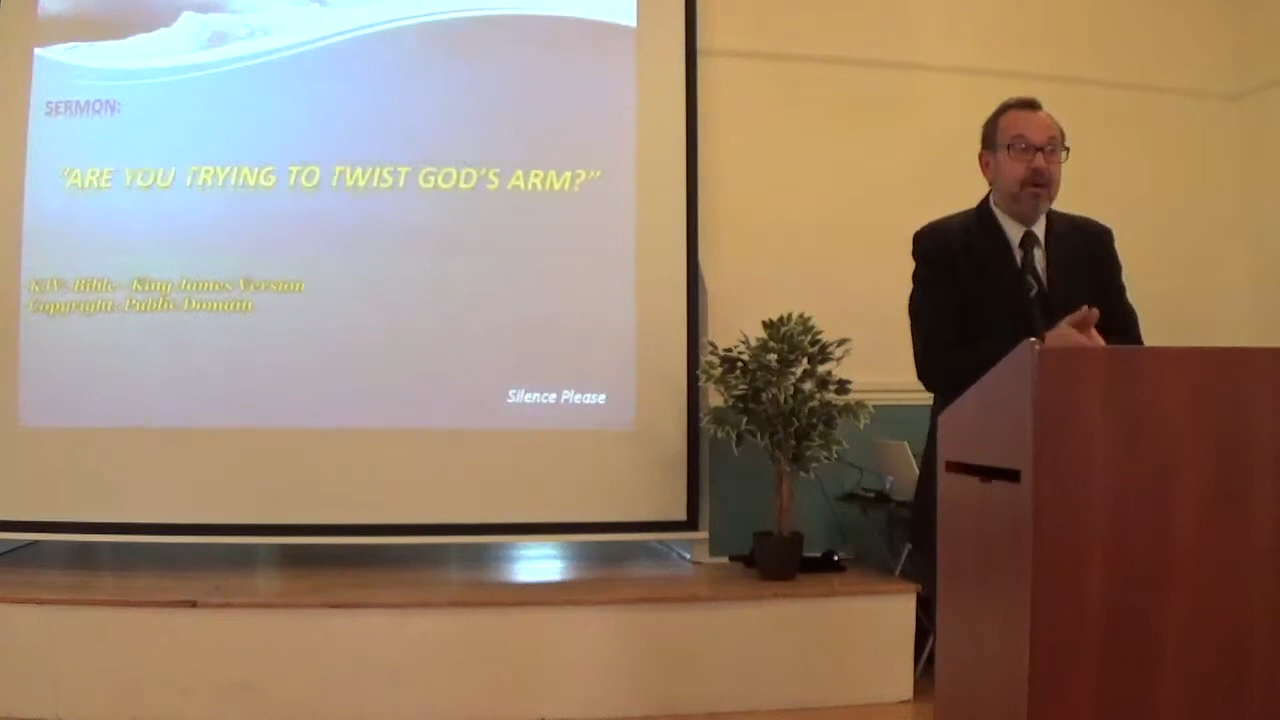 SERMON:
"ARE YOU TRYING TO TWIST GOD'S ARM?"
KJV: Bible - King James Version
Copyright: Public Domain
Silence Please